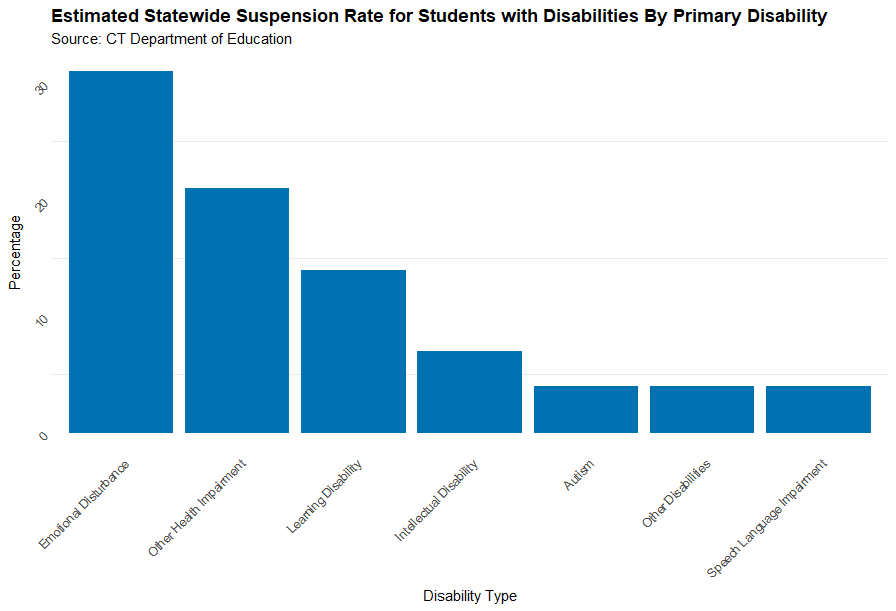 Estimated Statewide Suspension Rate for Students with Disabilities By Primary Disability
Source: CT Department of Education
Percentage
30
20
10
0
Emotional Disturbance
Other Health Impairment
Learning Disability
Intellectual Disability
Autism
Other Disabilities
Speech Language Impairment
Disability Type